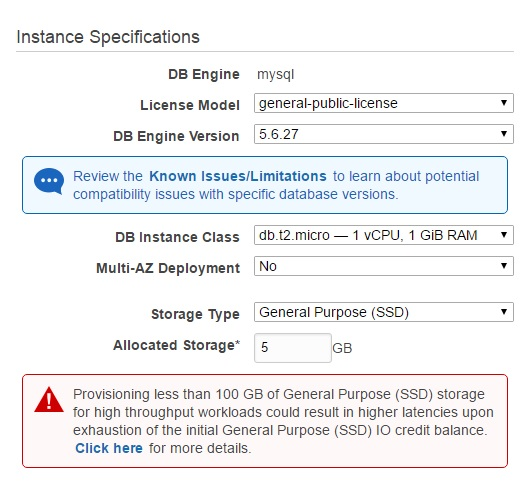 Instance Specifications
DB Engine mysql
License Model general-public-license
DB Engine Version 5.6.27
Review the Known Issues/Limitations to learn about potential
compatibility issues with specific database versions.
DB Instance Class db.t2.micro — 1 vCPU, 1 GiB RAM
Multi-AZ Deployment No
Storage Type General Purpose (SSD)
Allocated Storage* 5 GB
Provisioning less than 100 GB of General Purpose (SSD) storage
for high throughput workloads could result in higher latencies upon
exhaustion of the initial General Purpose (SSD) IO credit balance.
Click here for more details.